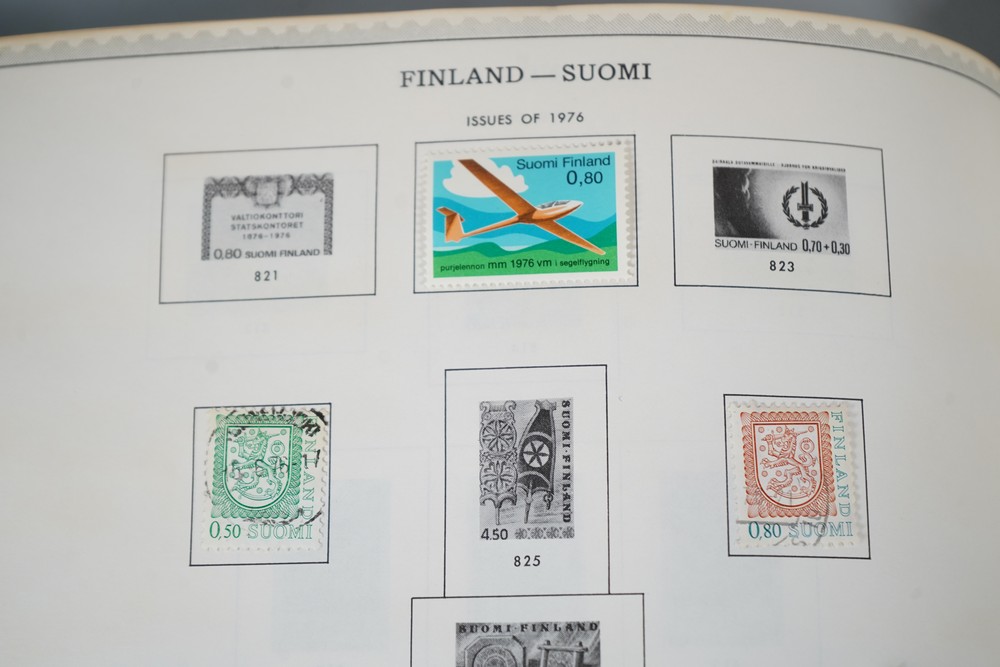 FINLAND — SUOMI
ISSUES OF 1976
VALTIOKONTTORI
STATSKONTORET
1876-1976
0.80 SUOMI FINLAND
821
Suomi Finland
0,80
purjelennon mm 1976 vm i segelflygning
SUOMI-FINLAND 0,70+0,30
823
FINLAND
0,50 SUOMI
SUOMI-FINLAND
4.50
825
FINLAND
0,80 SUOMI
SUOMI-FINLAND